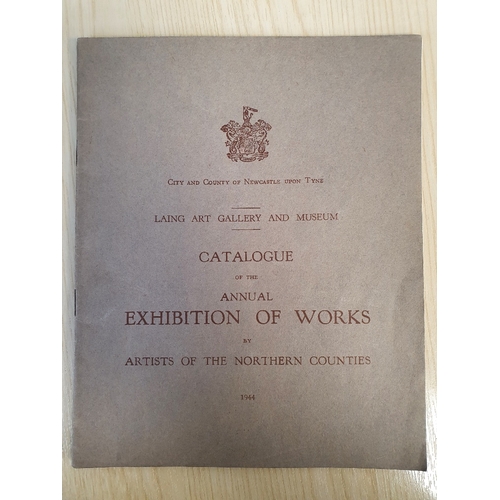 CITY AND COUNTY OF NEWCASTLE UPON TYNE
LAING ART GALLERY AND MUSEUM
CATALOGUE
OF THE
ANNUAL
EXHIBITION OF WORKS
BY
ARTISTS OF THE NORTHERN COUNTIES
1944